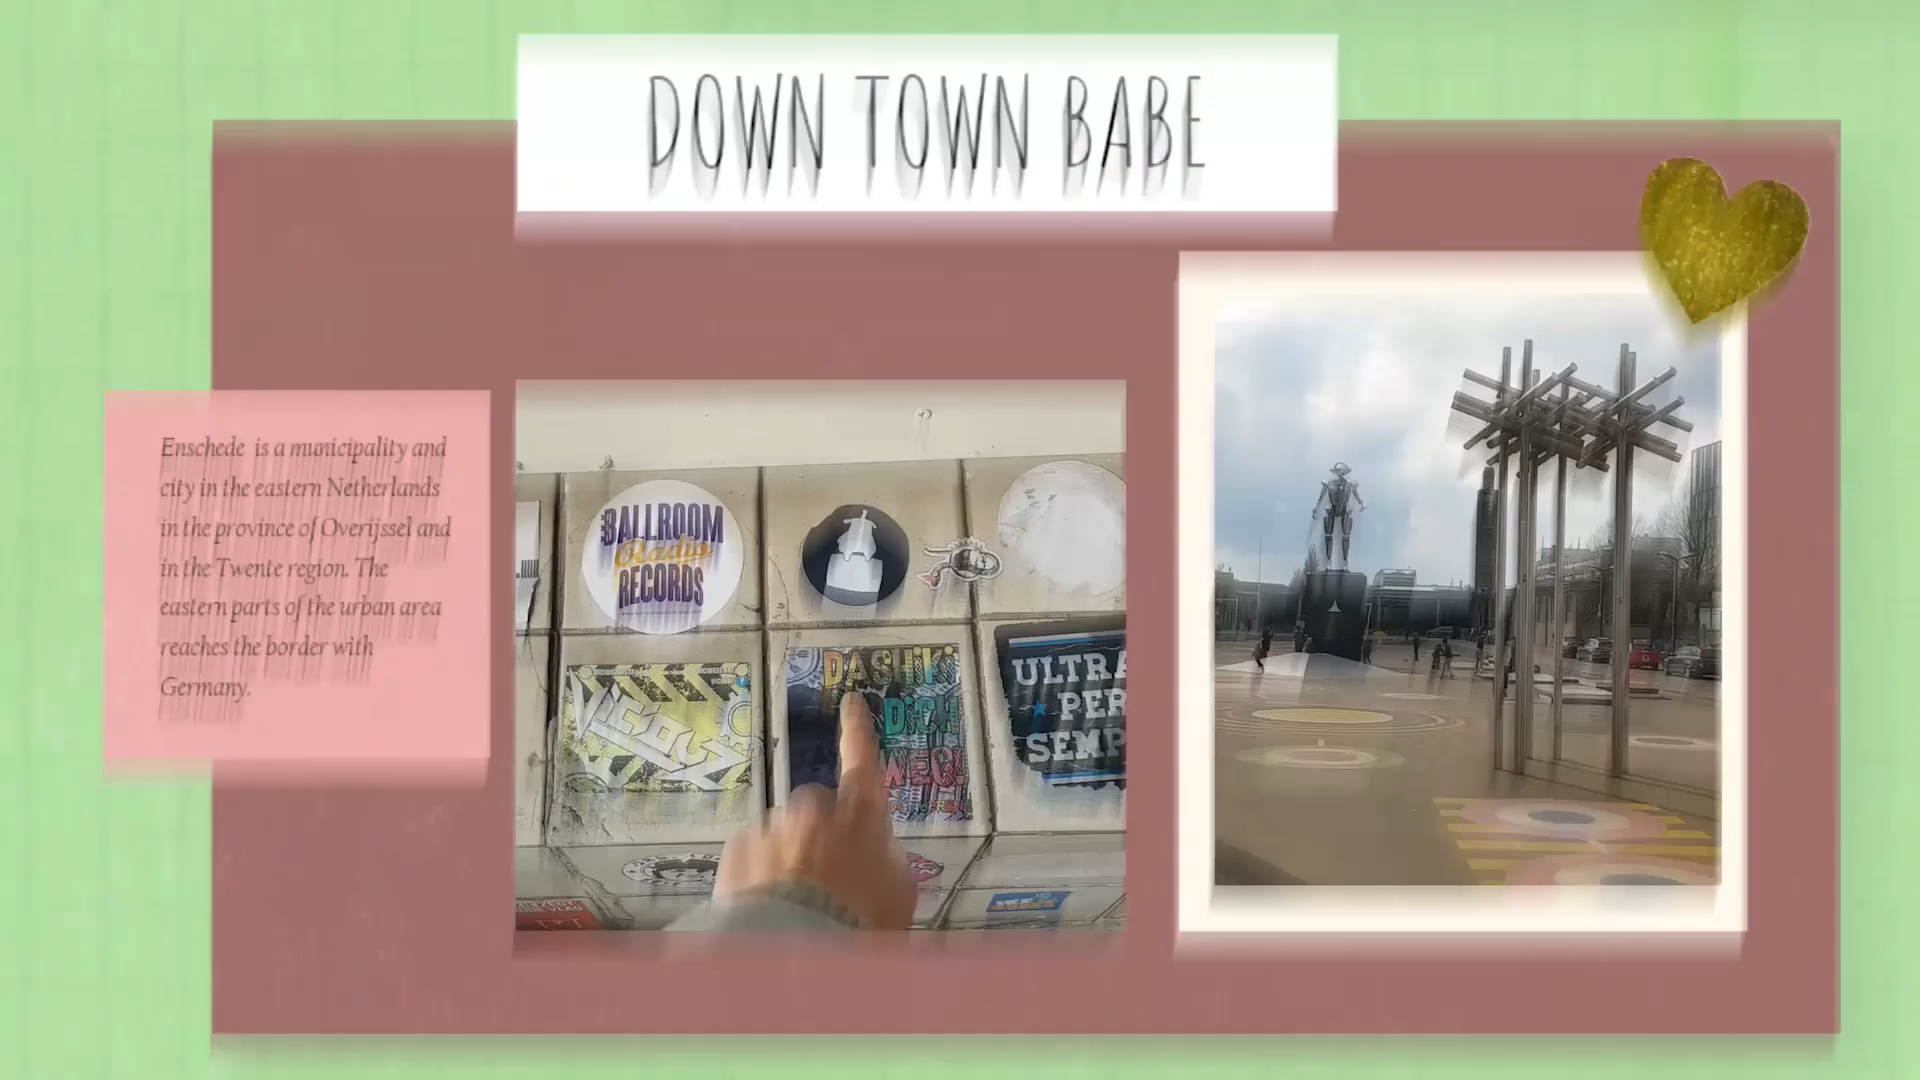 DOWN TOWN BABE
Enschede is a municipality and
city in the eastern Netherlands
in the province of Overijssel and
in the Twente region. The
eastern parts of the urban area
reaches the border with
Germany.
BALLROOM
Radio
RECORDS
DASHIKI
DICH
WEG!
ULTRA
PER
SEMP